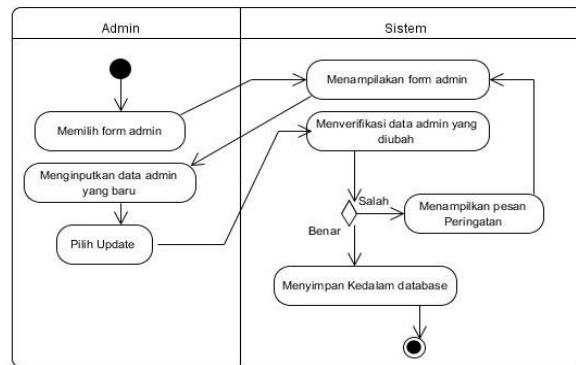 Admin
Sistem
Menampilakan form admin
Memilih form admin
Menverifikasi data admin yang
diubah
Menginputkan data admin
yang baru
Salah
Menampilkan pesan
Peringatan
Benar
Pilih Update
Menyimpan Kedalam database